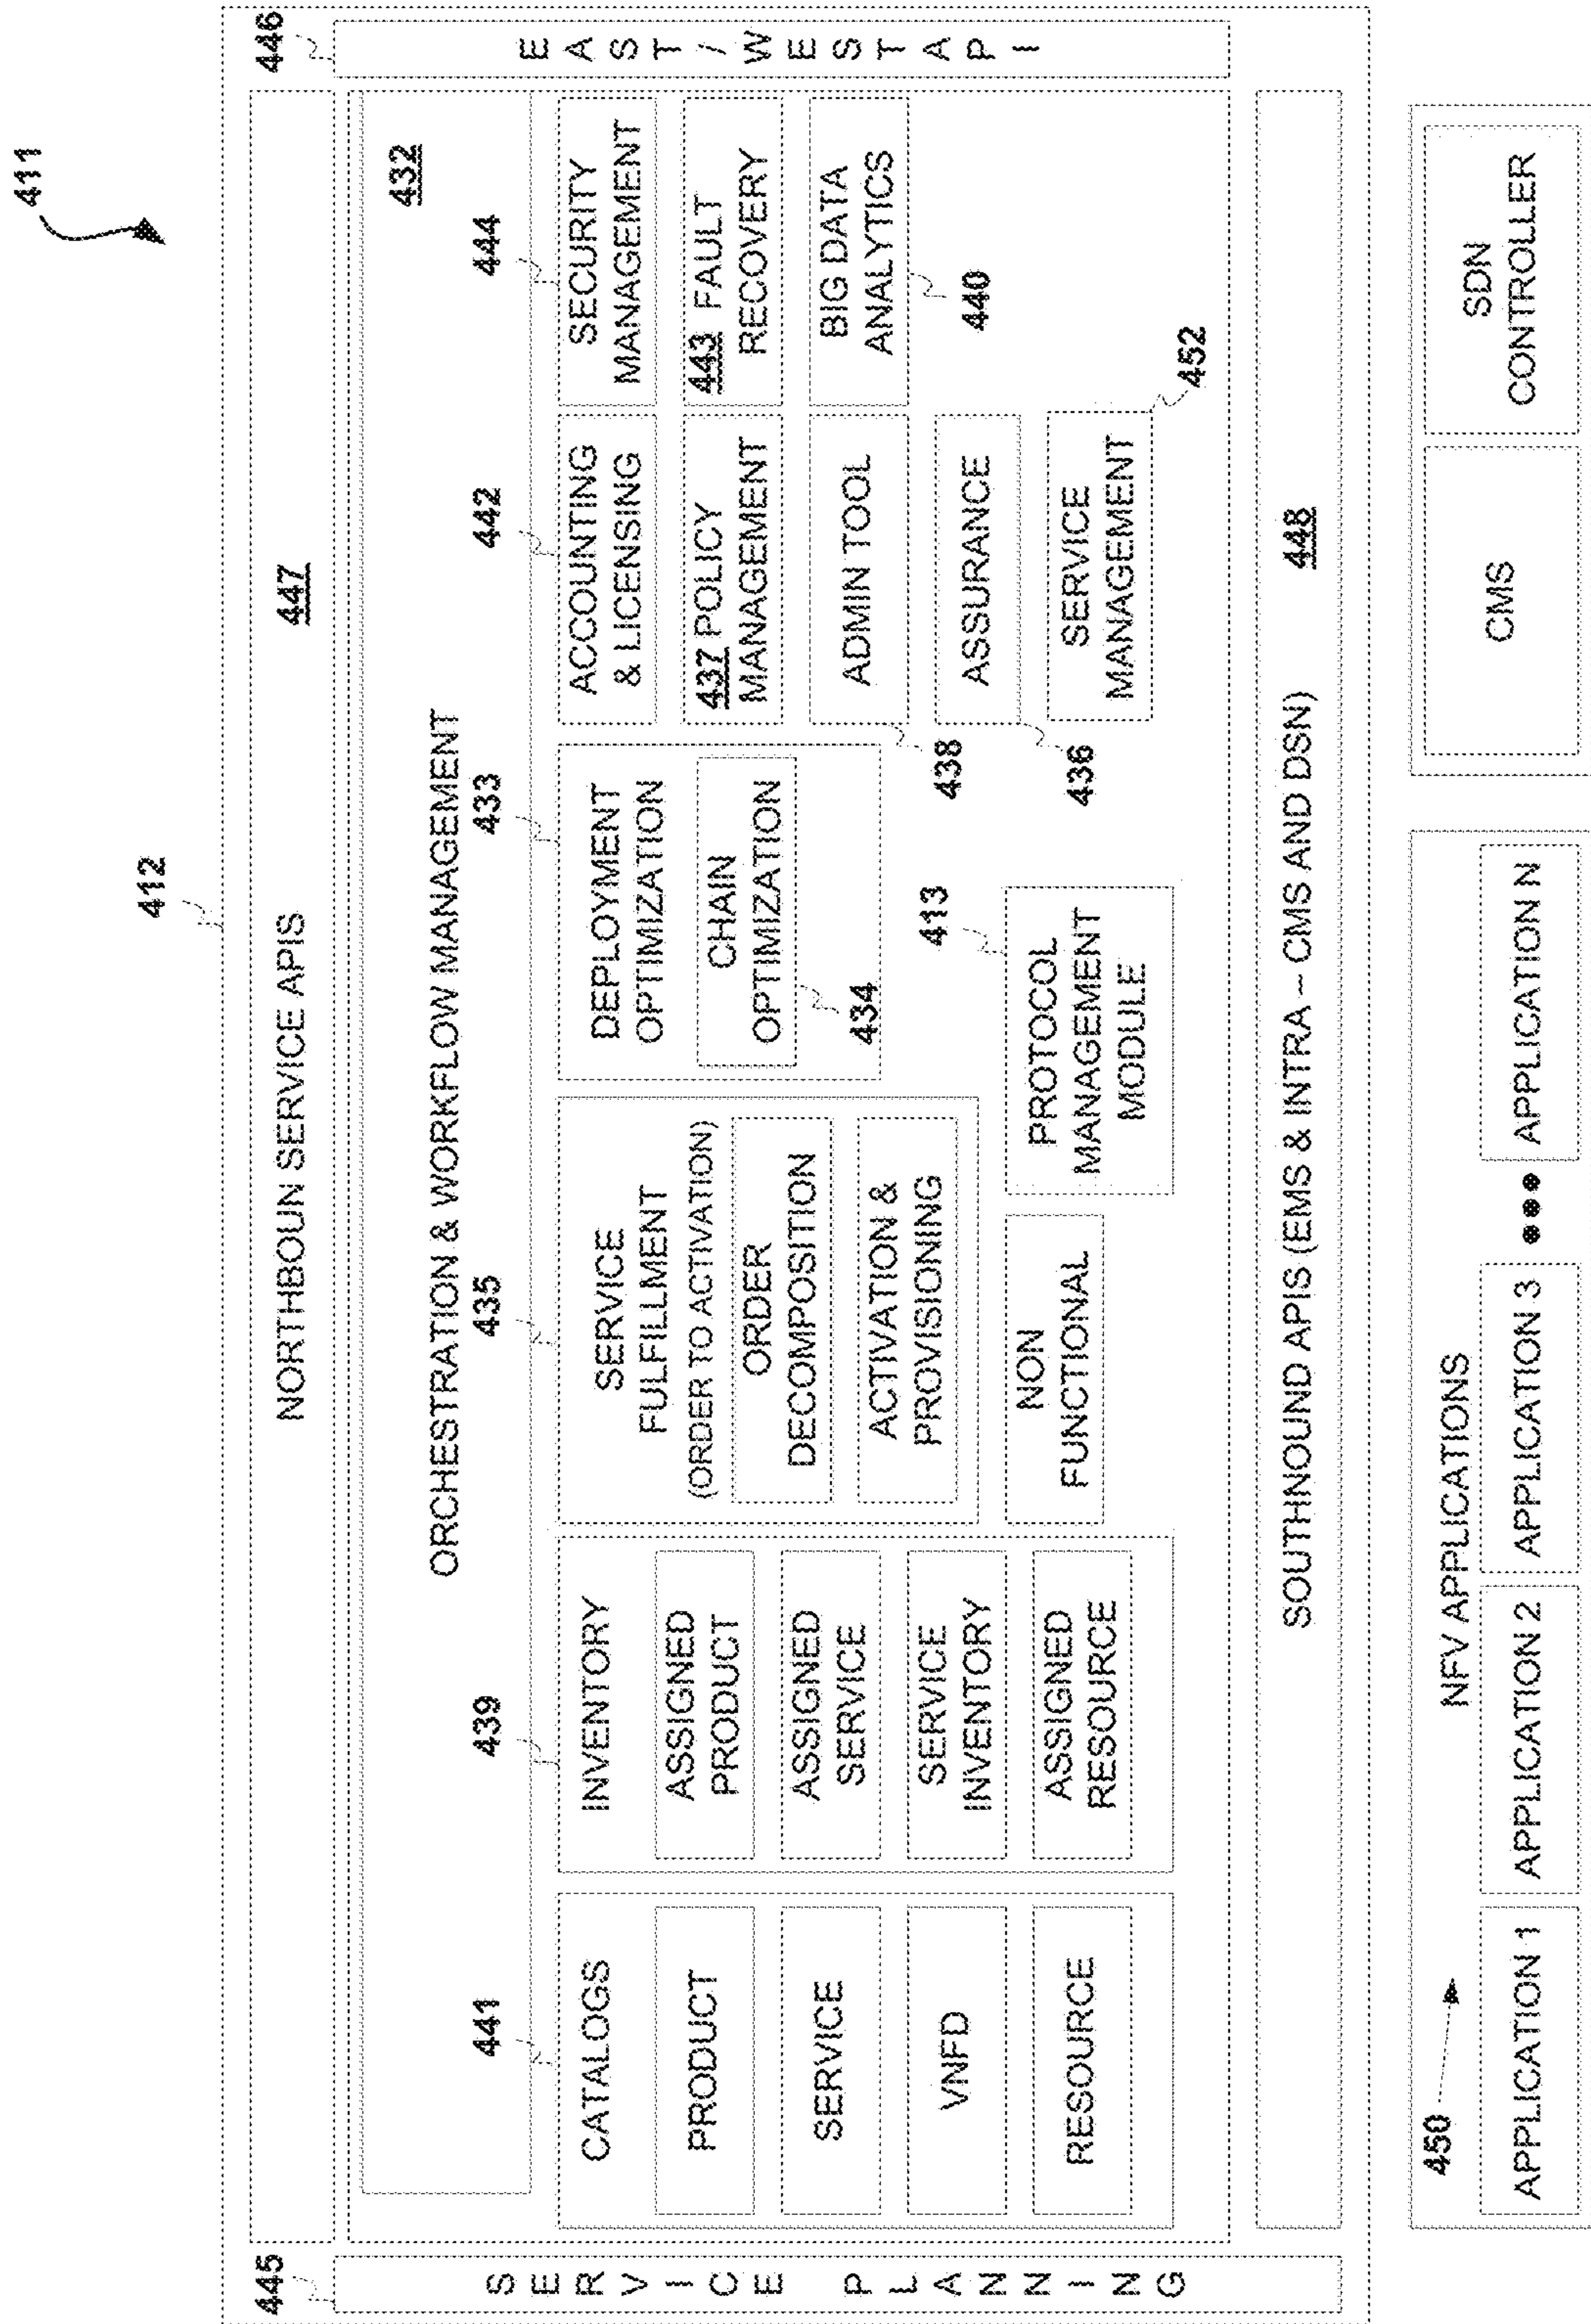 411
412
445
446
NORTHBOUN SERVICE APIS
447
SERVICE PLANNING
EAST/WESTAPI
ORCHESTRATION & WORKFLOW MANAGEMENT
432
441
439
435
433
442
444
CATALOGS
PRODUCT
SERVICE
VNFD
RESOURCE
INVENTORY
ASSIGNED
PRODUCT
ASSIGNED
SERVICE
SERVICE
INVENTORY
ASSIGNED
RESOURCE
SERVICE
FULFILLMENT
(ORDER TO ACTIVATION)
ORDER
DECOMPOSITION
ACTIVATION &
PROVISIONING
NON
FUNCTIONAL
DEPLOYMENT
OPTIMIZATION
CHAIN
OPTIMIZATION
434
413
PROTOCOL
MANAGEMENT
MODULE
ACCOUNTING
& LICENSING
437 POLICY
MANAGEMENT
ADMIN TOOL
438
ASSURANCE
436
SERVICE
MANAGEMENT
452
SECURITY
MANAGEMENT
443 FAULT
RECOVERY
BIG DATA
ANALYTICS
440
SOUTHNOUND APIS (EMS & INTRA – CMS AND DSN)
448
450
NFV APPLICATIONS
APPLICATION 1
APPLICATION 2
APPLICATION 3
APPLICATION N
CMS
SDN
CONTROLLER